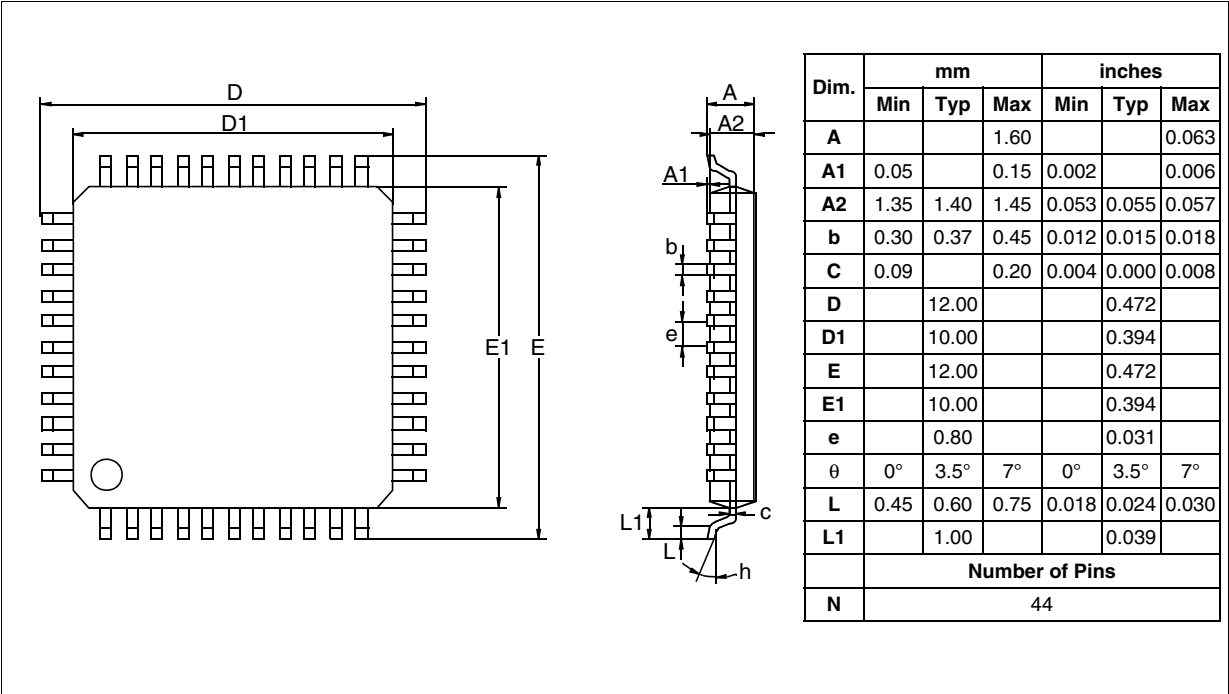 D
D1
E1
E
A
A2
A1
b
e
c
L1
L
h
Dim. mm inches
Min Typ Max Min Typ Max
A 1.60 0.063
A1 0.05 0.15 0.002 0.006
A2 1.35 1.40 1.45 0.053 0.055 0.057
b 0.30 0.37 0.45 0.012 0.015 0.018
C 0.09 0.20 0.004 0.000 0.008
D 12.00 0.472
D1 10.00 0.394
E 12.00 0.472
E1 10.00 0.394
e 0.80 0.031
θ 0° 3.5° 7° 0° 3.5° 7°
L 0.45 0.60 0.75 0.018 0.024 0.030
L1 1.00 0.039
Number of Pins
N 44